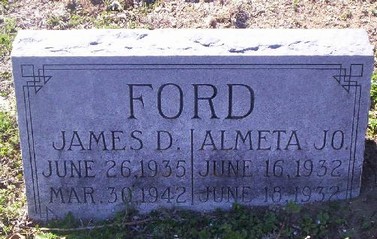 FORD
JAMES D. ALMETA JO.
JUNE 26, 1935 JUNE 16, 1932
MAR. 30, 1942 JUNE 18, 1932